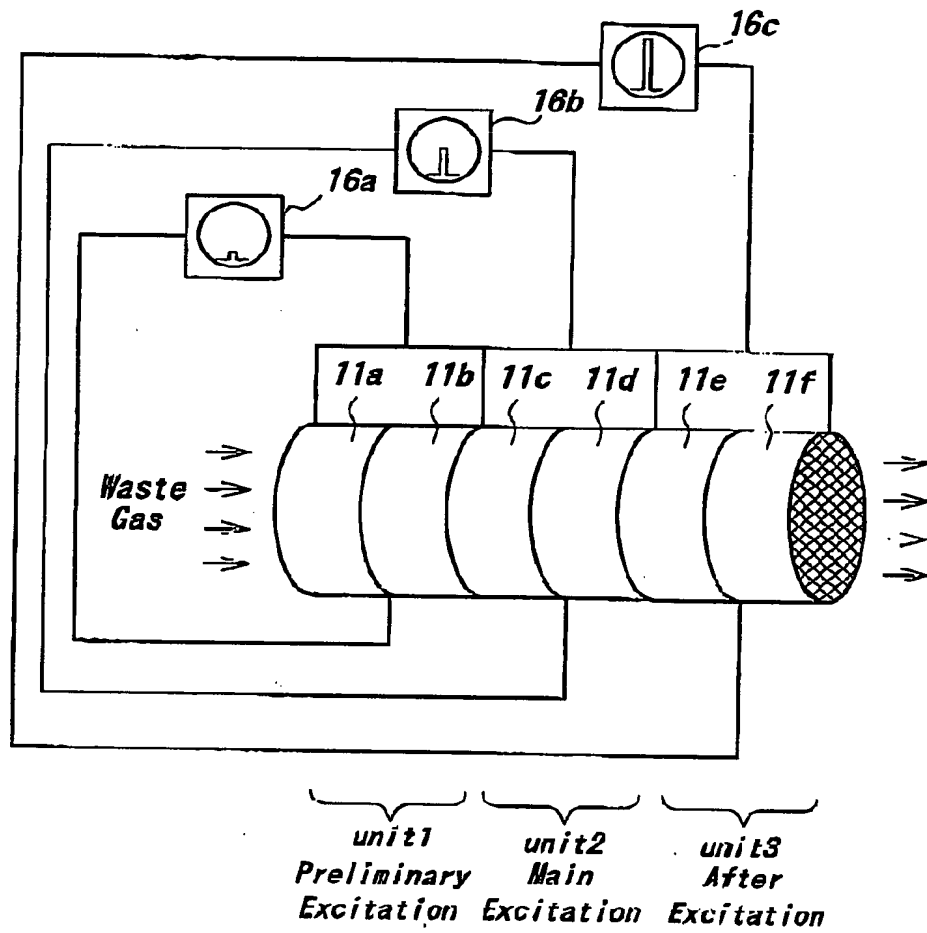 16c
16b
16a
11a 11b 11c 11d 11e 11f
Waste
Gas
unit1 unit2 unit3
Preliminary Main After
Excitation Excitation Excitation